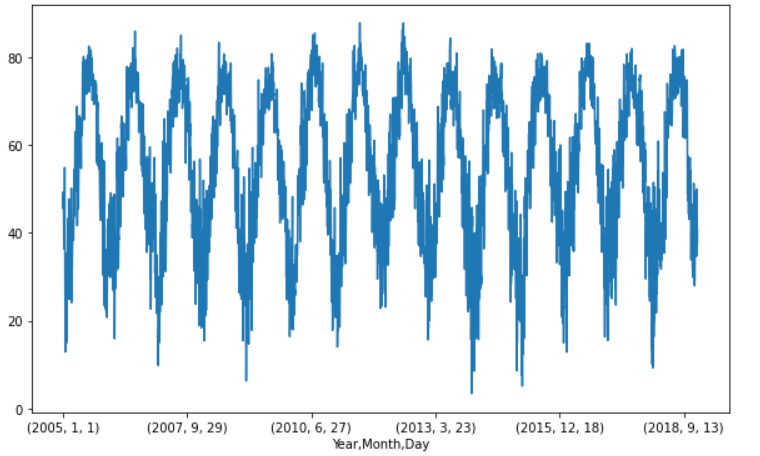 80
60
40
20
0
(2005, 1, 1) (2007, 9, 29) (2010, 6, 27) (2013, 3, 23) (2015, 12, 18) (2018, 9, 13)
Year,Month,Day